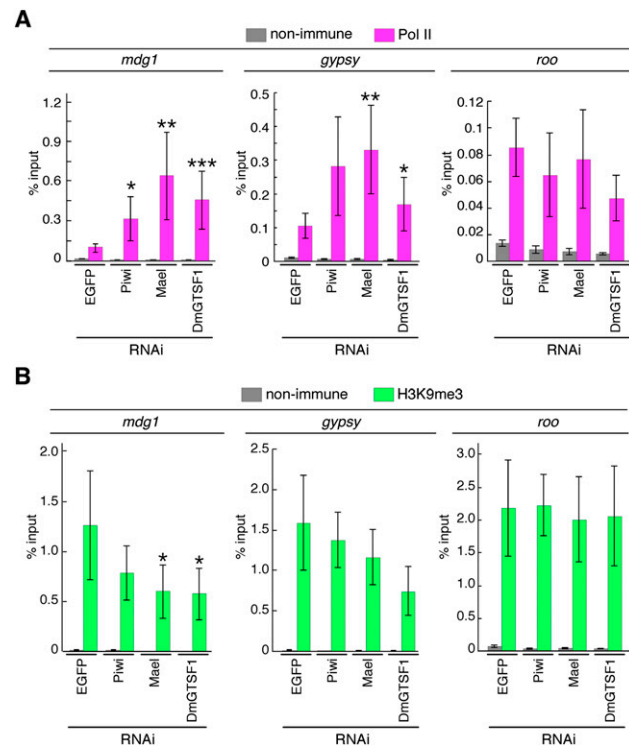 A
non-immune Pol II
mdg1 gypsy roo
% input
1.2
0.9
0.6
0.3
0
* ** ***
EGFP Piwi Mael DmGTSF1
RNAi
% input
0.5
0.4
0.3
0.2
0.1
0
** *
EGFP Piwi Mael DmGTSF1
RNAi
% input
0.12
0.08
0.06
0.04
0.02
0
EGFP Piwi Mael DmGTSF1
RNAi
B
non-immune H3K9me3
mdg1 gypsy roo
% input
2.0
1.5
1.0
0.5
0
* *
EGFP Piwi Mael DmGTSF1
RNAi
% input
2.5
2.0
1.5
1.0
0.5
0
EGFP Piwi Mael DmGTSF1
RNAi
% input
3.0
2.5
2.0
1.5
1.0
0.5
0
EGFP Piwi Mael DmGTSF1
RNAi